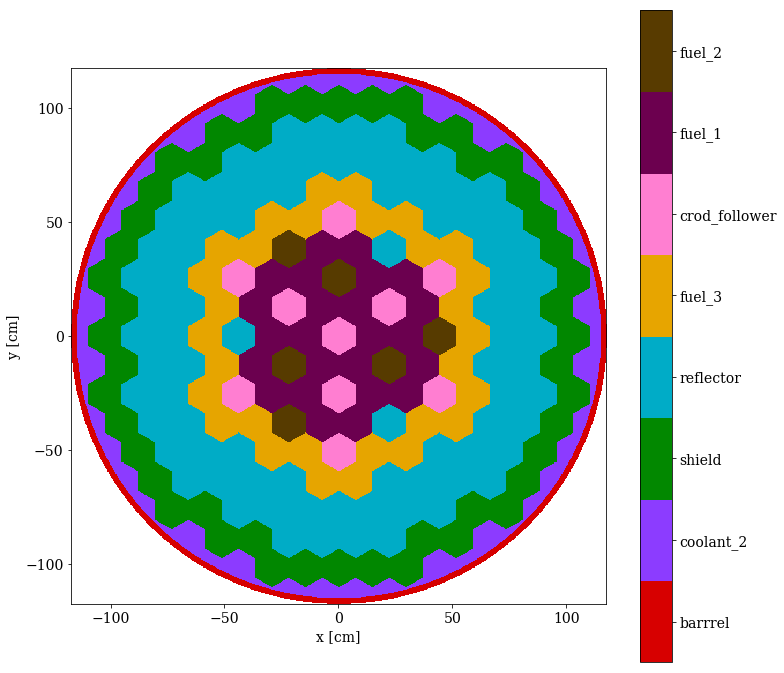 100
50
0
−50
−100
y [cm]
−100 −50 0 50 100
x [cm]
fuel_2
fuel_1
crod_follower
fuel_3
reflector
shield
coolant_2
barrrel